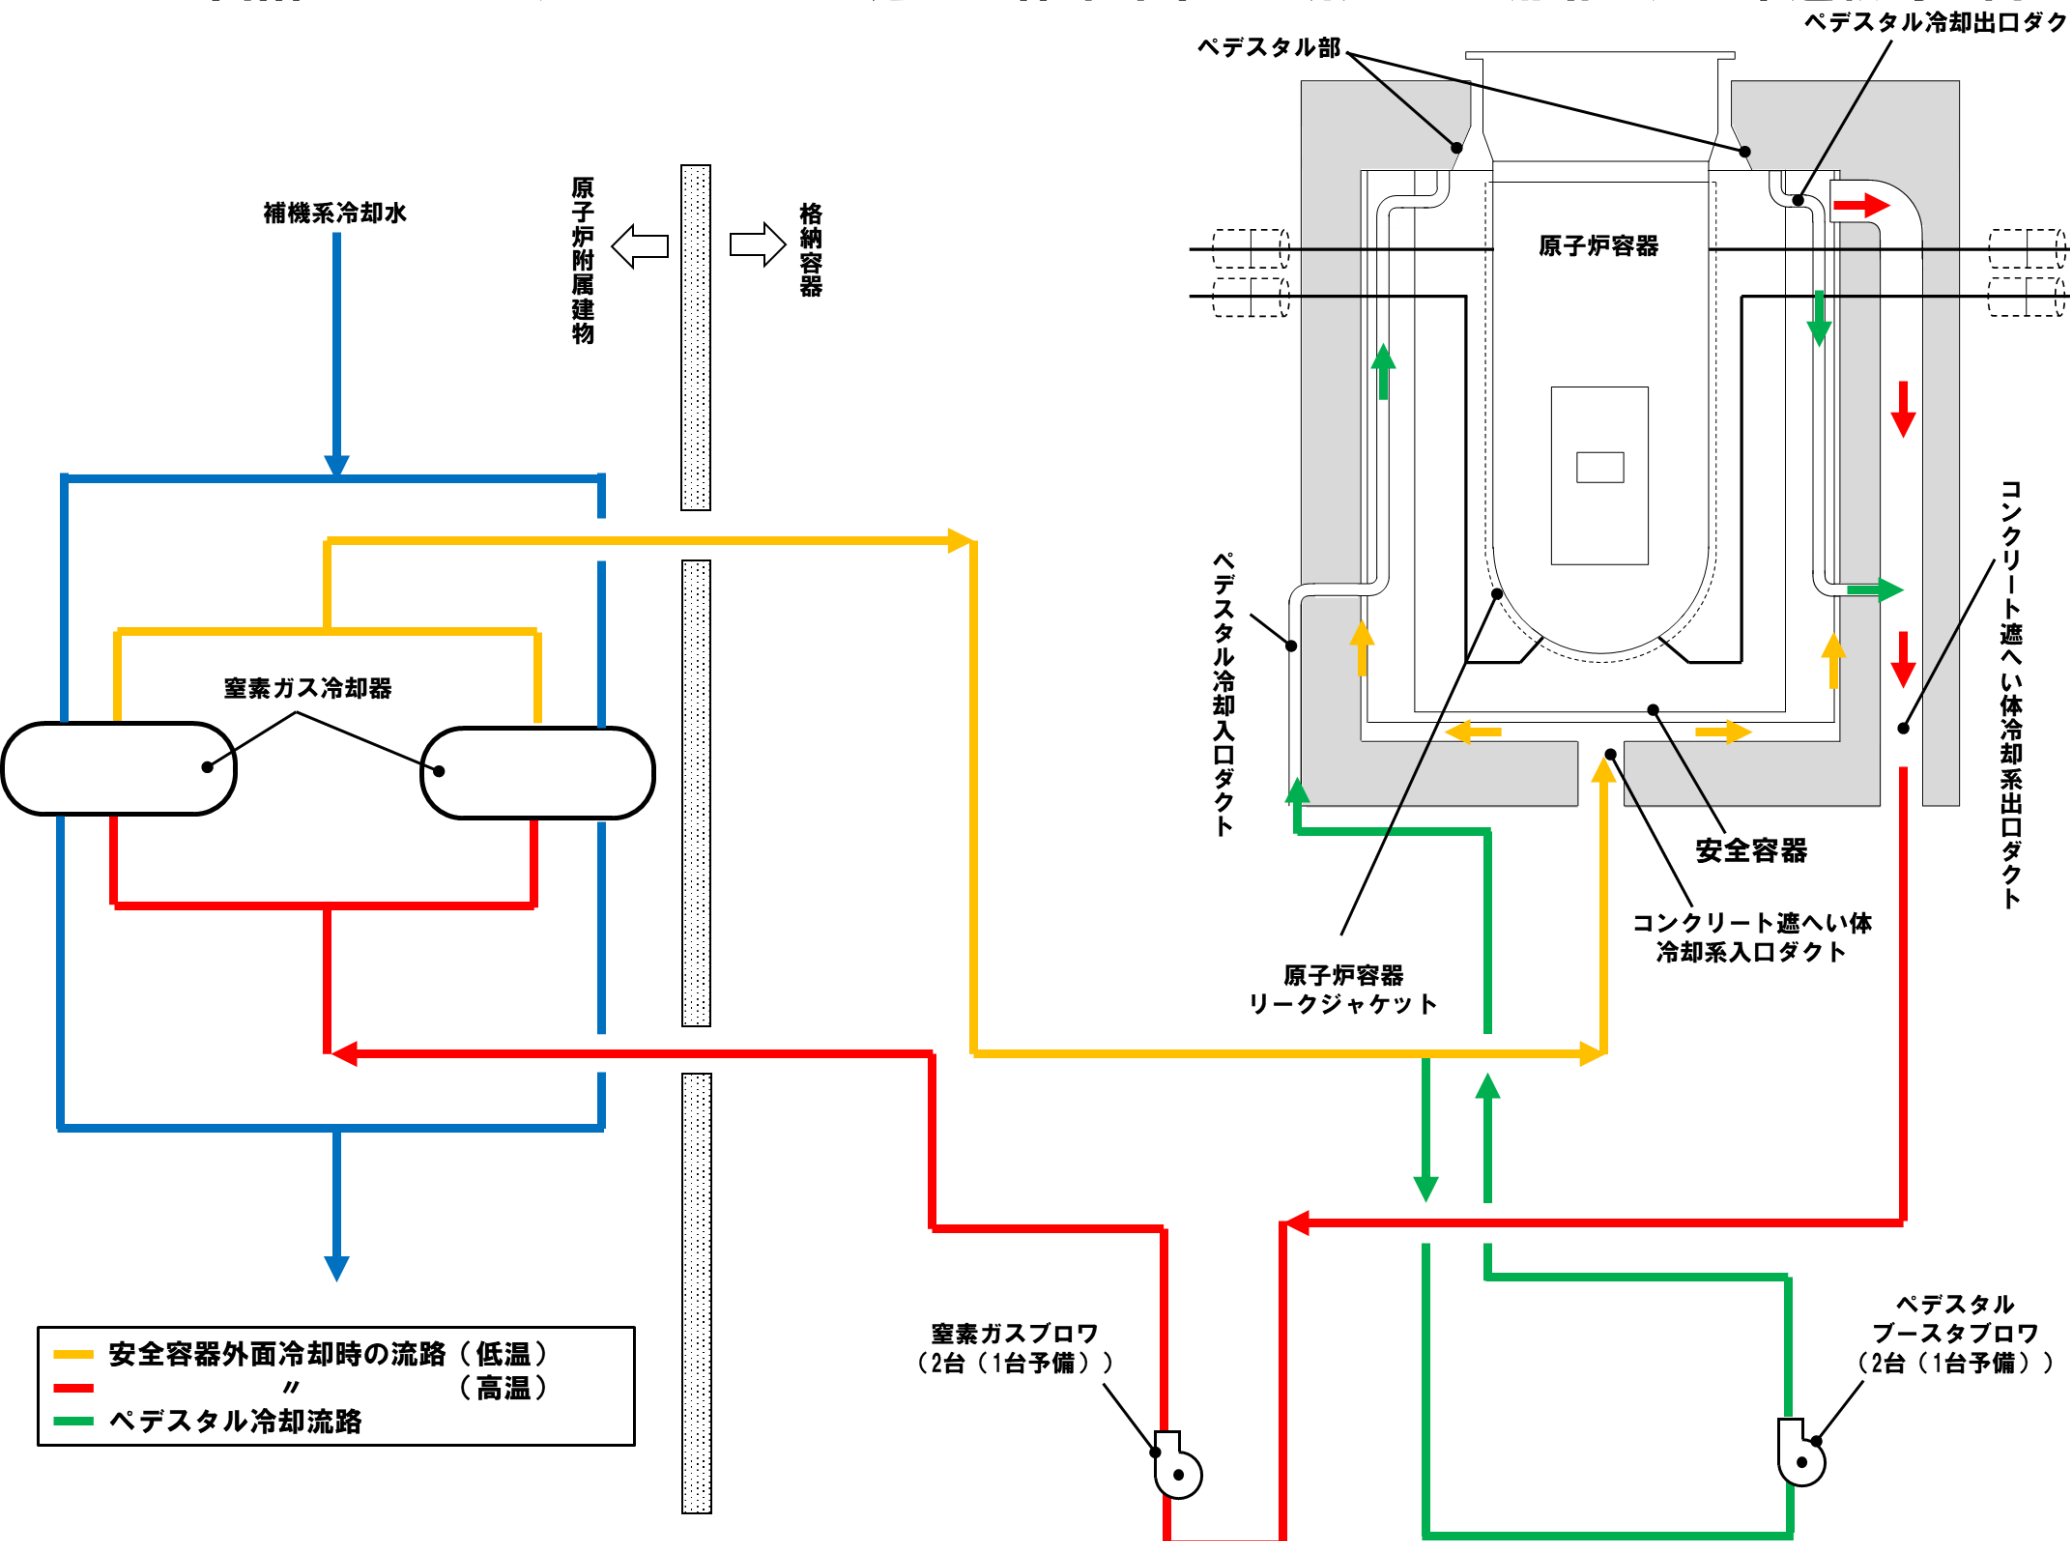 ペデスタル冷却出口ダク
ペデスタル部
補機系冷却水
原子炉附属建物
格納容器
原子炉容器
窒素ガス冷却器
ペデスタル冷却入口ダクト
コンクリート遮へい体冷却系出口ダクト
安全容器
コンクリート遮へい体
冷却系入口ダクト
原子炉容器
リークジャケット
窒素ガスブロワ
（2台（1台予備））
ペデスタル
ブースタブロワ
（2台（1台予備））
安全容器外面冷却時の流路（低温）
〃（高温）
ペデスタル冷却流路